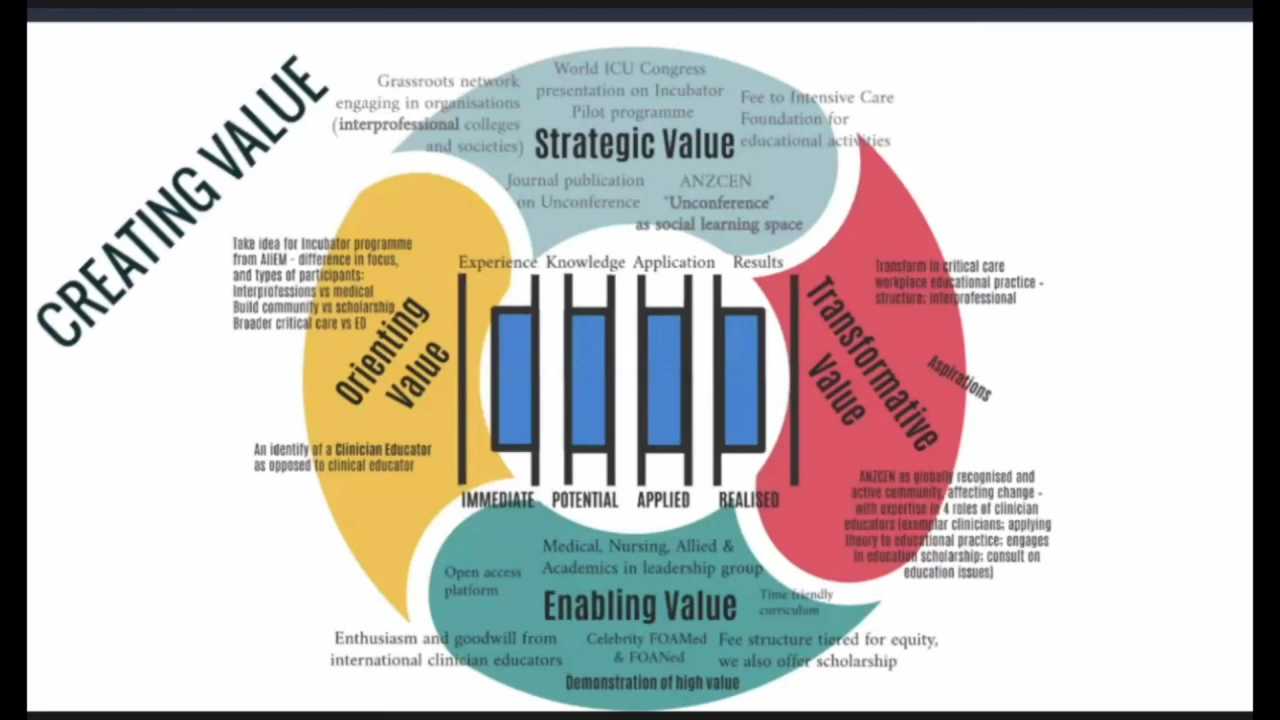 CREATING VALUE
Grassroots network
engaging in organisations
(interprofessional colleges
and societies)
World ICU Congress
presentation on Incubator
Pilot programme
Fee to Intensive Care
Foundation for
educational activities
Strategic Value
Journal publication
on Unconference
ANZCEN
"Unconference"
as social learning space
Take idea for Incubator programme
from AIIEM - difference in focus,
and types of participants:
Interprofessions vs medical
Build community vs scholarship
Broader critical care vs ED
Orienting
Value
An identify of a Clinician Educator
as opposed to clinical educator
Experience Knowledge Application Results
IMMEDIATE POTENTIAL APPLIED REALISED
Transform in critical care
workplace educational practice -
structure; interprofessional
Transformative
Value
Aspirations
ANZCEN as globally recognised and
active community, affecting change -
with expertise in 4 roles of clinician
educators (exemplar clinicians; applying
theory to educational practice; engages
in education scholarship; consult on
education issues)
Medical, Nursing, Allied &
Academics in leadership group
Open access
platform
Enabling Value
Time friendly
curriculum
Enthusiasm and goodwill from
international clinician educators
Celebrity FOAMed
& FOANed
Fee structure tiered for equity,
we also offer scholarship
Demonstration of high value